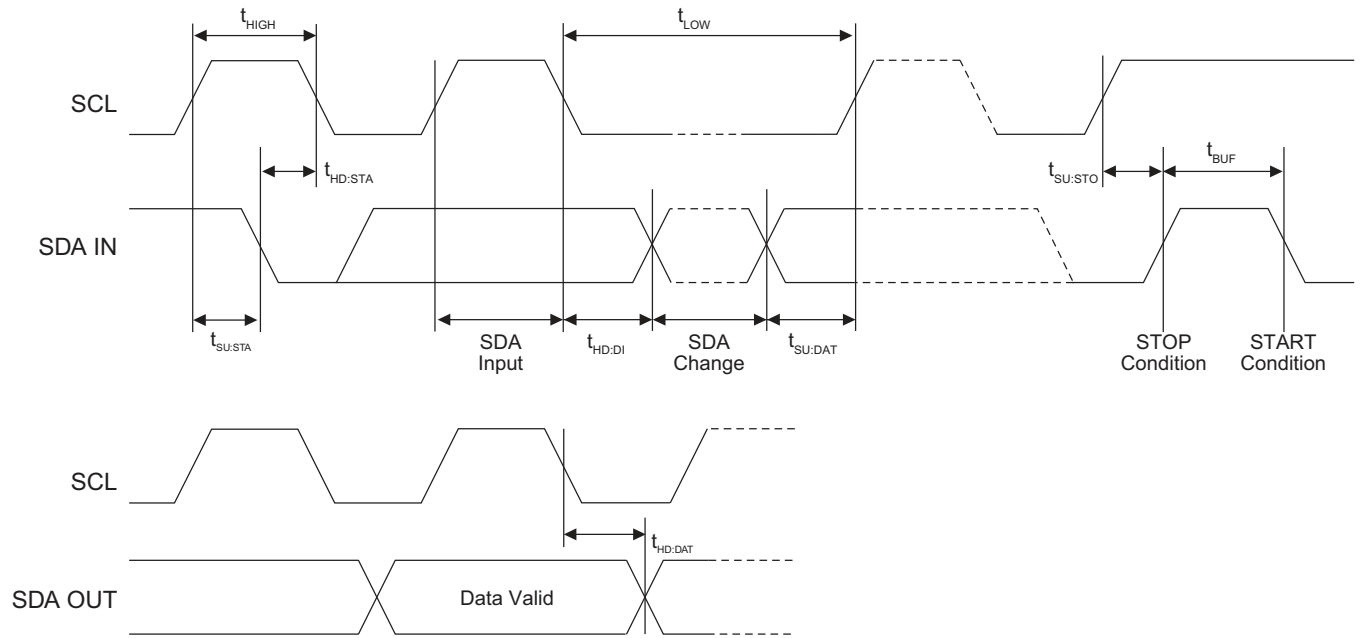 tHIGH
tLOW
SCL
tHD:STA
tSU:STO
tBUF
SDA IN
tSU:STA
SDA
Input
tHD:DI
SDA
Change
tSU:DAT
STOP
Condition
START
Condition
SCL
tHD:DAT
SDA OUT
Data Valid